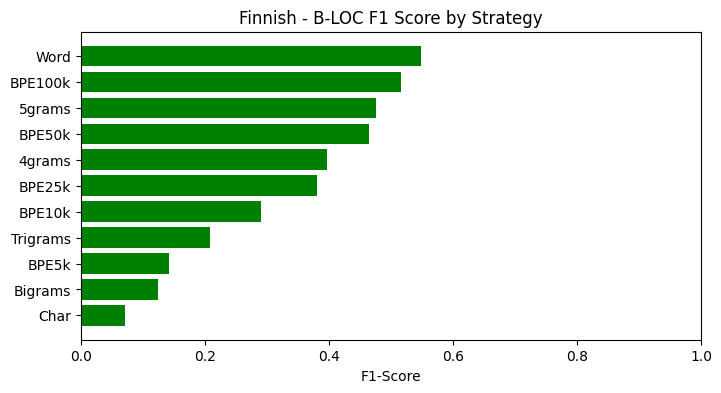 Finnish - B-LOC F1 Score by Strategy
Word
BPE100k
5grams
BPE50k
4grams
BPE25k
BPE10k
Trigrams
BPE5k
Bigrams
Char
0.0 0.2 0.4 0.6 0.8 1.0
F1-Score